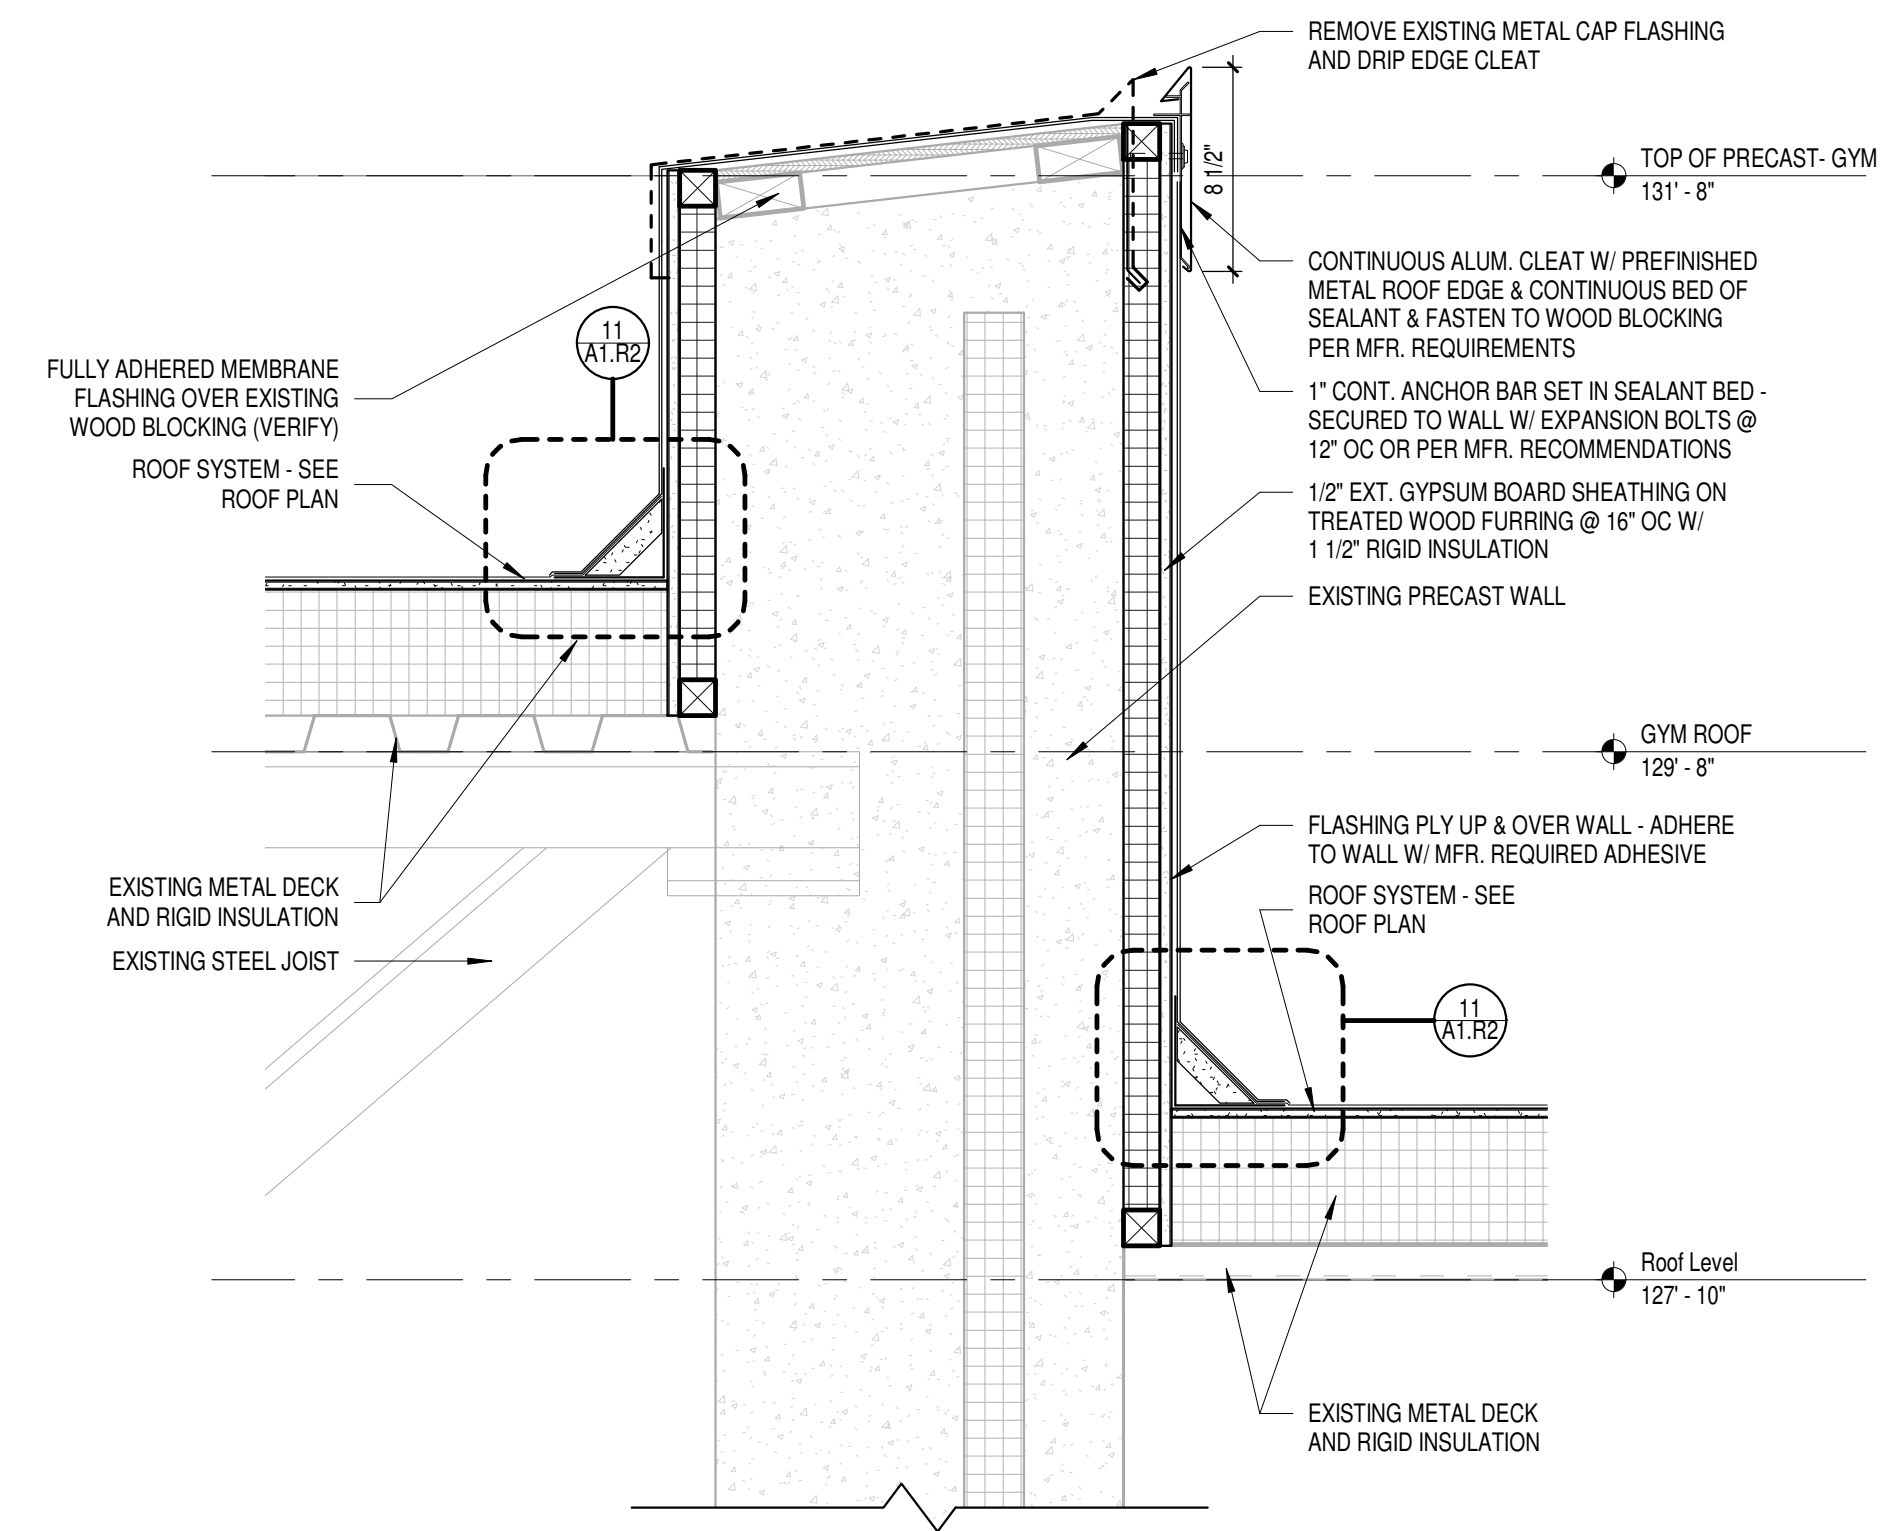 REMOVE EXISTING METAL CAP FLASHING
AND DRIP EDGE CLEAT
8 1/2"
TOP OF PRECAST- GYM
131' - 8"
CONTINUOUS ALUM. CLEAT W/ PREFINISHED
METAL ROOF EDGE & CONTINUOUS BED OF
SEALANT & FASTEN TO WOOD BLOCKING
PER MFR. REQUIREMENTS
11
A1.R2
FULLY ADHERED MEMBRANE
FLASHING OVER EXISTING
WOOD BLOCKING (VERIFY)
1" CONT. ANCHOR BAR SET IN SEALANT BED -
SECURED TO WALL W/ EXPANSION BOLTS @
12" OC OR PER MFR. RECOMMENDATIONS
ROOF SYSTEM - SEE
ROOF PLAN
1/2" EXT. GYPSUM BOARD SHEATHING ON
TREATED WOOD FURRING @ 16" OC W/
1 1/2" RIGID INSULATION
EXISTING PRECAST WALL
GYM ROOF
129' - 8"
FLASHING PLY UP & OVER WALL - ADHERE
TO WALL W/ MFR. REQUIRED ADHESIVE
EXISTING METAL DECK
AND RIGID INSULATION
ROOF SYSTEM - SEE
ROOF PLAN
EXISTING STEEL JOIST
11
A1.R2
Roof Level
127' - 10"
EXISTING METAL DECK
AND RIGID INSULATION